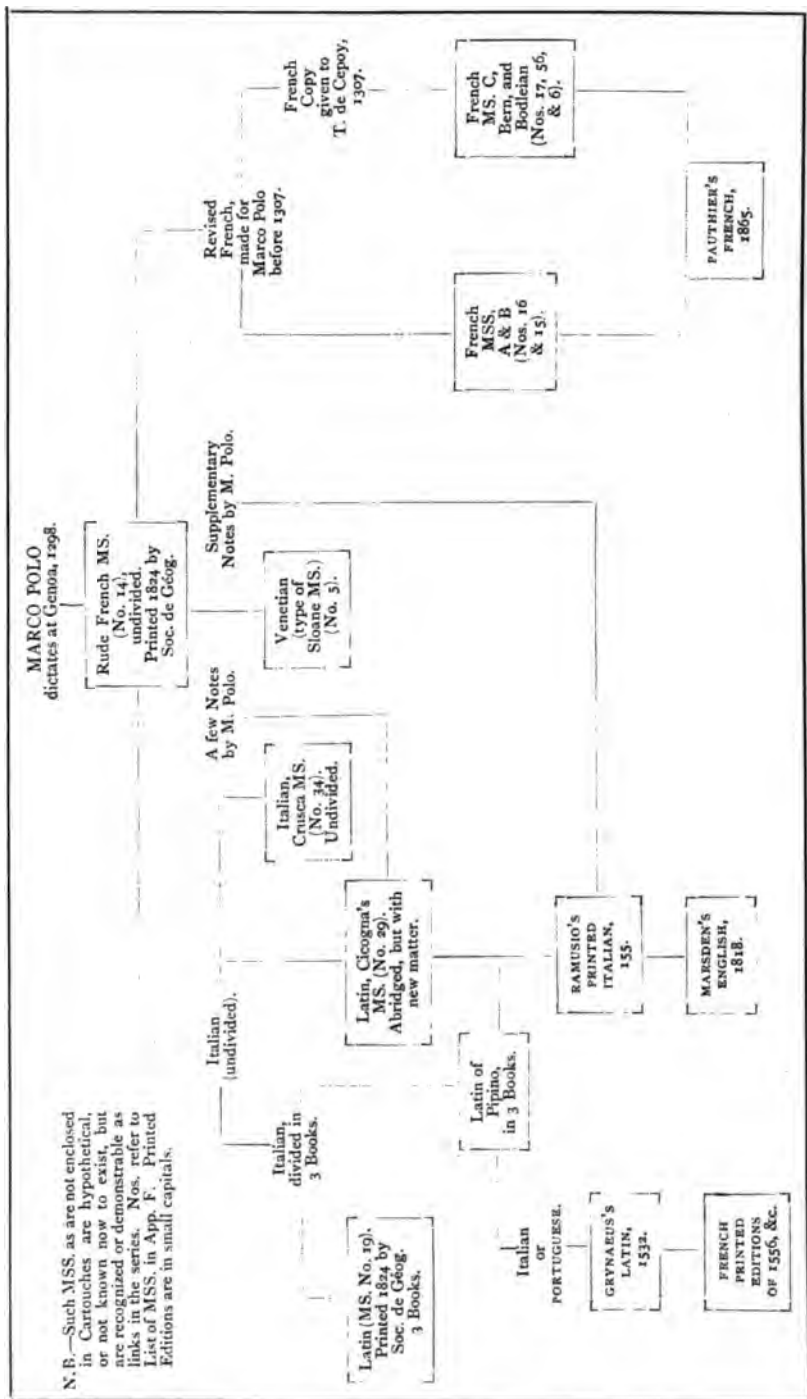 MARCO POLO
dictates at Genoa, 1298.
Rude French MS.
(No. 14),
undivided.
Printed 1824 by
Soc. de Géog.
N.B.—Such MSS. as are not enclosed
in Cartouches are hypothetical,
or not known now to exist, but
are recognized or demonstrable as
links in the series. Nos. refer to
List of MSS. in App. F. Printed
Editions are in small capitals.
Italian
(undivided).
A few Notes
by M. Polo.
Supplementary
Notes by M. Polo.
Revised
French,
made for
Marco Polo
before 1307.
Italian,
divided in
3 Books.
Italian,
Crusca MS.
(No. 34).
Undivided.
Venetian
(type of
Sloane MS.)
(No. 5).
French
Copy
given to
T. de Cepoy,
1307.
Latin (MS. No. 19).
Printed 1824 by
Soc. de Géog.
3 Books.
Latin, Cicogna's
MS. (No. 29).
Abridged, but with
new matter.
Latin of
Pipino,
in 3 Books.
French
MSS.
A & B
(Nos. 16
& 15).
French
MS. C,
Bern, and
Bodleian
(Nos. 17, 56,
& 6).
Italian
or
PORTUGUESE.
GRYNAEUS'S
LATIN,
1532.
FRENCH
PRINTED
EDITIONS
OF 1556, &c.
RAMUSIO'S
PRINTED
ITALIAN,
155.
MARSDEN'S
ENGLISH,
1818.
PAUTHIER'S
FRENCH,
1865.